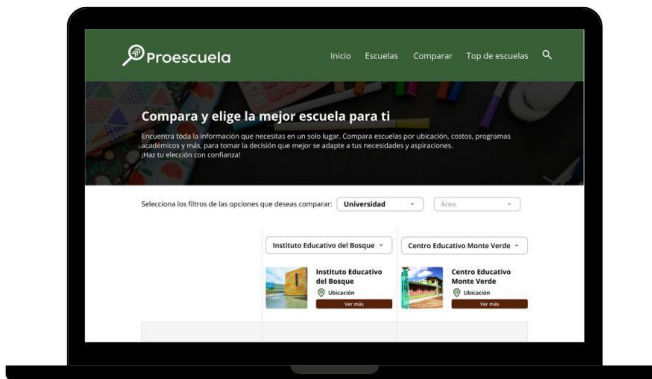 Proescuela
Inicio Escuelas Comparar Top de escuelas
Compara y elige la mejor escuela para ti
Encuentra toda la información que necesitas en un solo lugar. Compara escuelas por ubicación, costos, programas
académicos y más, para tomar la decisión que mejor se adapte a tus necesidades y aspiraciones.
¡Haz tu elección con confianza!
Selecciona los filtros de las opciones que deseas comparar: Universidad Área
Instituto Educativo del Bosque Centro Educativo Monte Verde
Instituto Educativo
del Bosque
Ubicación
Ver más
Centro Educativo
Monte Verde
Ubicación
Ver más